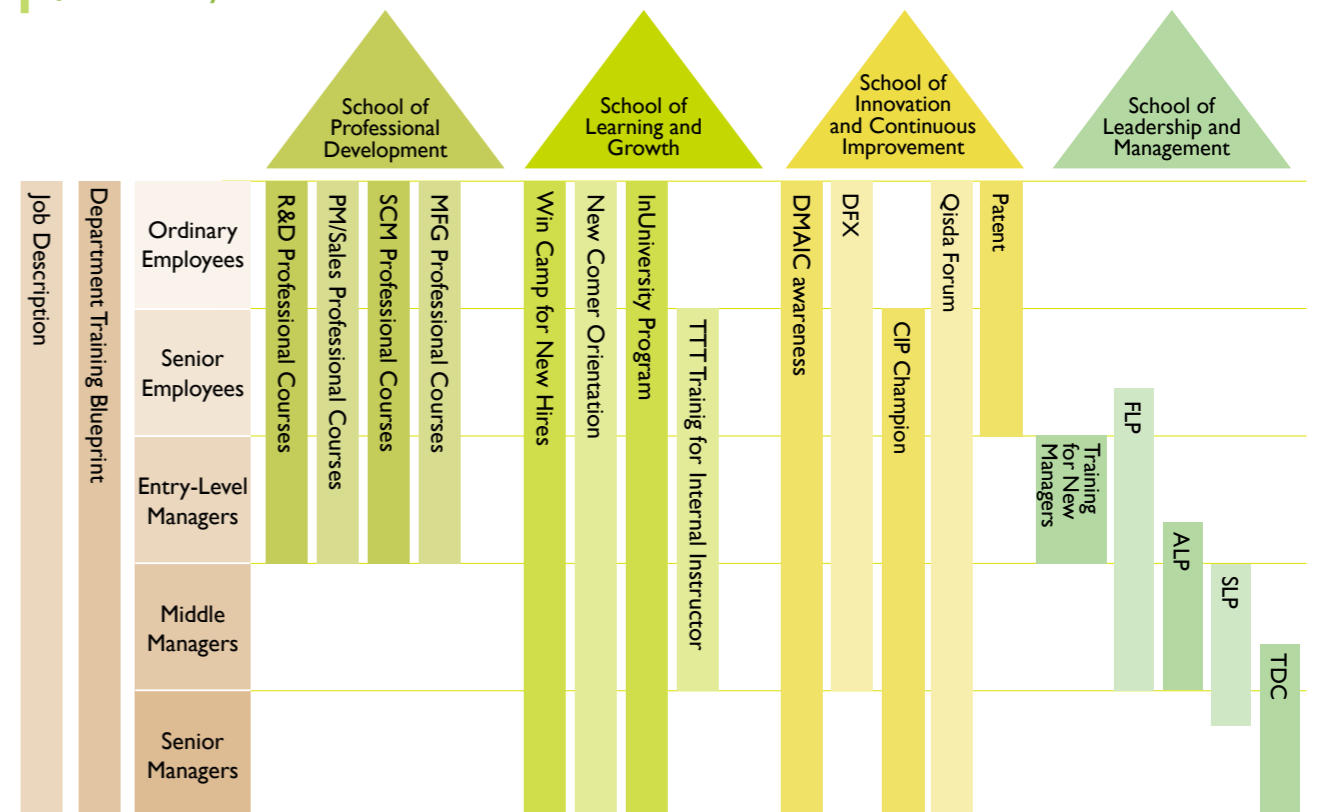 School of
Professional
Development
School of
Learning and
Growth
School of
Innovation
and Continuous
Improvement
School of
Leadership and
Management
Job Description
Department Training Blueprint
Ordinary
Employees
Senior
Employees
Entry-Level
Managers
Middle
Managers
Senior
Managers
R&D Professional Courses
PM/Sales Professional Courses
SCM Professional Courses
MFG Professional Courses
Win Camp for New Hires
New Comer Orientation
InUniversity Program
TTT Trainig for Internal Instructor
DMAIC awareness
DFX
CIP Champion
Qisda Forum
Patent
Training
for New
Managers
FLP
ALP
SLP
TDC